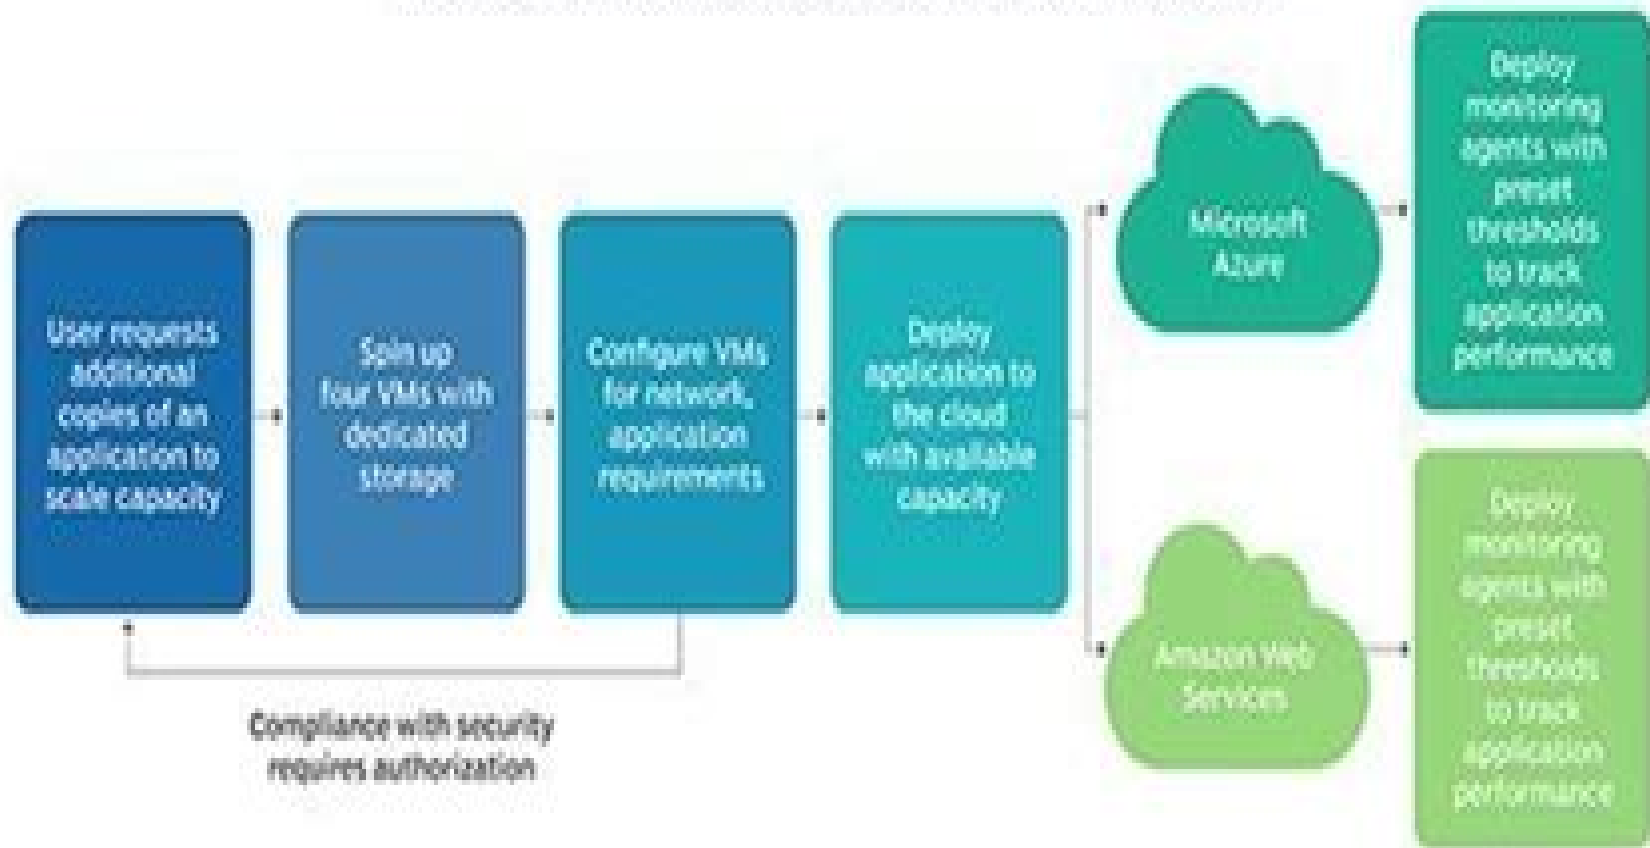 User requests
additional
copies of an
application to
scale capacity
Spin up
four VMs with
dedicated
storage
Configure VMs
for network,
application
requirements
Deploy
application to
the cloud
with available
capacity
Microsoft
Azure
Deploy
monitoring
agents with
preset
thresholds
to track
application
performance
Amazon Web
Services
Deploy
monitoring
agents with
preset
thresholds
to track
application
performance
Compliance with security
requires authorization